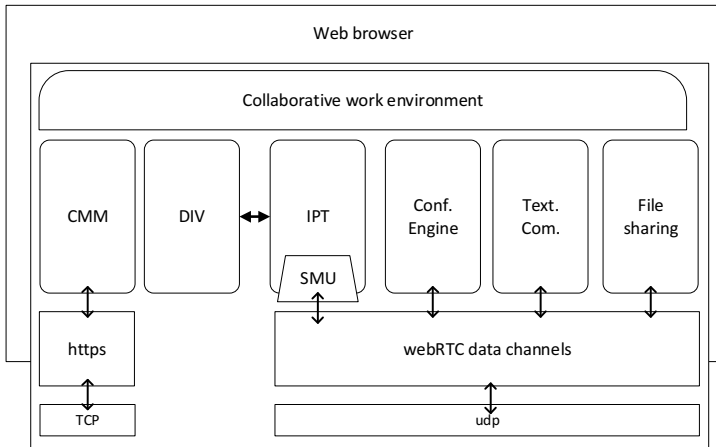 Web browser
Collaborative work environment
CMM
DIV
IPT
Conf.
Engine
Text.
Com.
File
sharing
SMU
https
webRTC data channels
TCP
udp